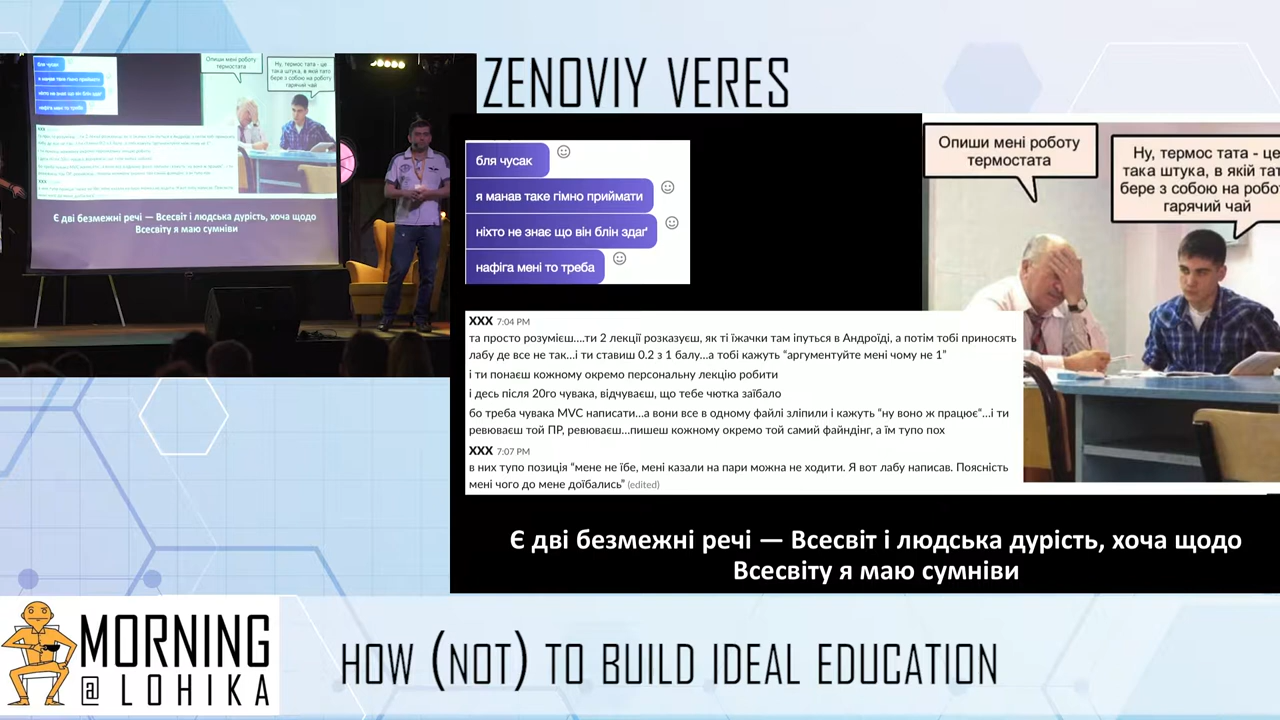 ZENOVIY VERES
бля чусак
я манав таке гімно приймати
ніхто не знає що він блін здаґ
нафіга мені то треба
Опиши мені роботу
термостата
Ну, термос тата - це
така штука, в якій тато
бере з собою на роботу
гарячий чай
XXX 7:04 PM
та просто розумієш....ти 2 лекції розказуєш, як ті їжачки там іпуться в Андроїді, а потім тобі приносять
лабу де все не так...і ти ставиш 0.2 з 1 балу...а тобі кажуть “аргументуйте мені чому не 1”
і ти понаєш кожному окремо персональну лекцію робити
і десь після 20го чувака, відчуваєш, що тебе чютка заїбало
бо треба чувака MVC написати...а вони все в одному файлі зліпили і кажуть “ну воно ж працює“...і ти
ревюваєш той ПР, ревюваєш...пишеш кожному окремо той самий файндінг, а їм тупо пох
XXX 7:07 PM
в них тупо позиція “мене не їбе, мені казали на пари можна не ходити. Я вот лабу написав. Поясність
мені чого до мене доїбались” (edited)
Є дві безмежні речі — Всесвіт і людська дурість, хоча щодо
Всесвіту я маю сумніви
MORNING
@ LOHIKA
HOW (NOT) TO BUILD IDEAL EDUCATION